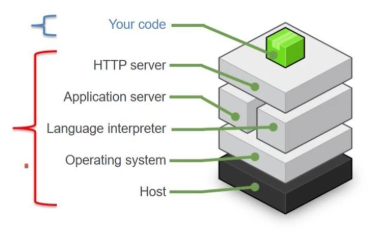 Your code
HTTP server
Application server
Language interpreter
Operating system
Host